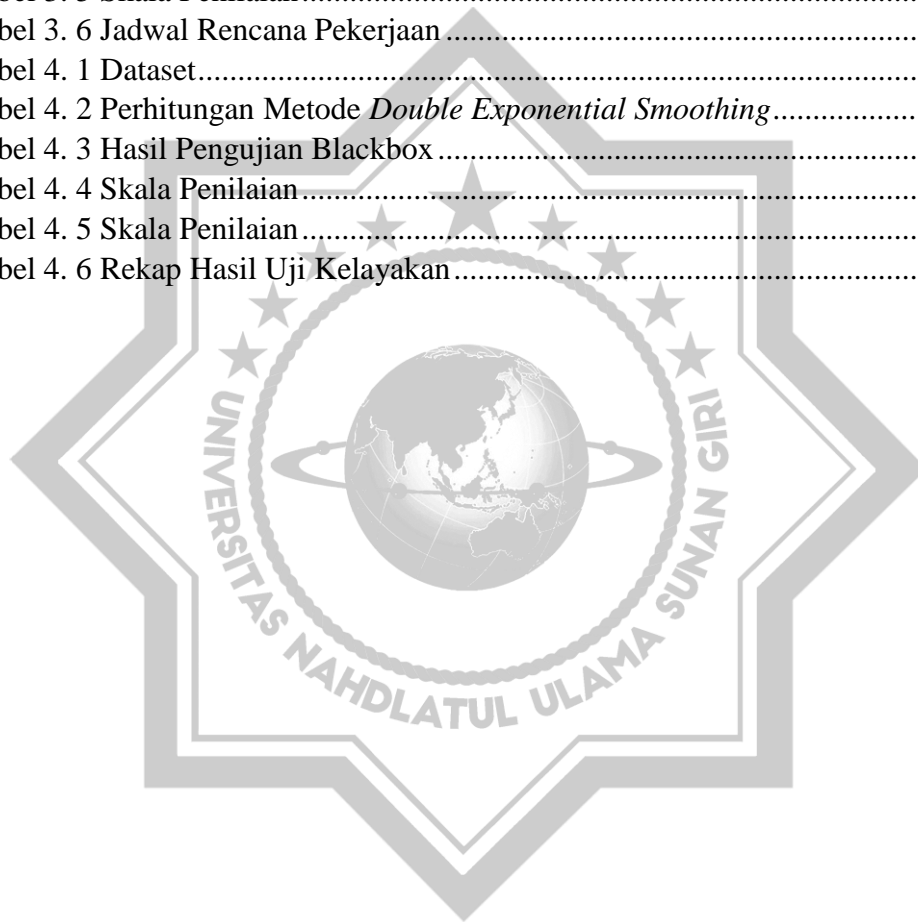 bel 3. 6 Jadwal Rencana Pekerjaan ........................................................
bel 4. 1 Dataset........................................................................................
bel 4. 2 Perhitungan Metode Double Exponential Smoothing..................
bel 4. 3 Hasil Pengujian Blackbox .........................................................
bel 4. 4 Skala Penilaian..........................................................................
bel 4. 5 Skala Penilaian..........................................................................
bel 4. 6 Rekap Hasil Uji Kelayakan .......................................................
UNIVERSITAS NAHDLATUL ULAMA SUNAN GIRI